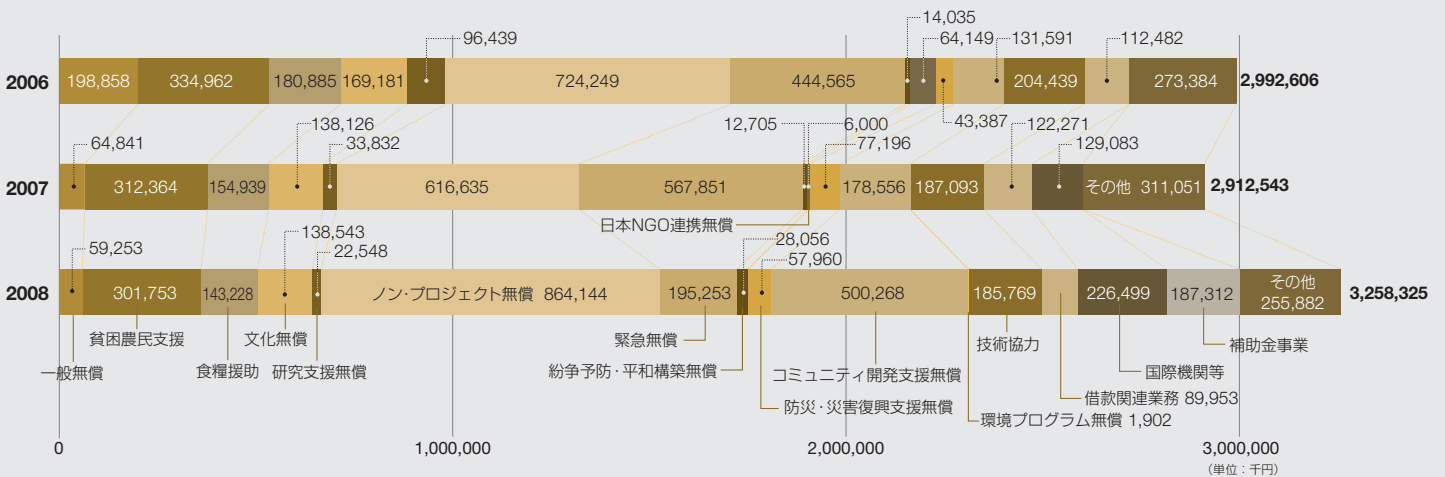 14,035
96,439 64,149 131,591 112,482
2006 198,858 334,962 180,885 169,181 724,249 444,565 204,439 273,384 2,992,606
138,126 12,705 6,000 43,387 122,271
64,841 33,832 77,196 129,083
2007 312,364 154,939 616,635 567,851 178,556 187,093 その他 311,051 2,912,543
日本NGO連携無償
138,543 28,056
59,253 22,548 57,960
2008 301,753 143,228 ノン・プロジェクト無償 864,144 195,253 500,268 185,769 226,499 187,312 その他 3,258,325
255,882
貧困農民支援 文化無償 緊急無償 技術協力 補助金事業
一般無償 食糧援助 研究支援無償 紛争予防・平和構築無償 コミュニティ開発支援無償 国際機関等
借款関連業務 89,953
防災・災害復興支援無償
環境プログラム無償 1,902
0 1,000,000 2,000,000 3,000,000
(単位:千円)